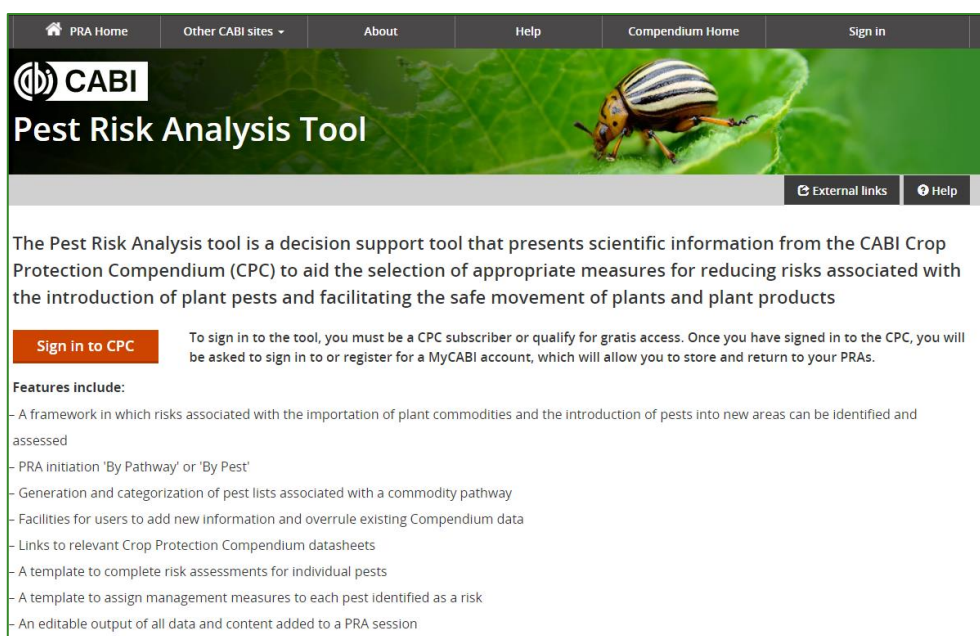 PRA Home Other CABI sites About Help Compendium Home Sign in
CABI
Pest Risk Analysis Tool
External links Help
The Pest Risk Analysis tool is a decision support tool that presents scientific information from the CABI Crop
Protection Compendium (CPC) to aid the selection of appropriate measures for reducing risks associated with
the introduction of plant pests and facilitating the safe movement of plants and plant products
Sign in to CPC
To sign in to the tool, you must be a CPC subscriber or qualify for gratis access. Once you have signed in to the CPC, you will
be asked to sign in to or register for a MyCABI account, which will allow you to store and return to your PRAs.
Features include:
– A framework in which risks associated with the importation of plant commodities and the introduction of pests into new areas can be identified and
assessed
– PRA initiation 'By Pathway' or 'By Pest'
– Generation and categorization of pest lists associated with a commodity pathway
– Facilities for users to add new information and overrule existing Compendium data
– Links to relevant Crop Protection Compendium datasheets
– A template to complete risk assessments for individual pests
– A template to assign management measures to each pest identified as a risk
– An editable output of all data and content added to a PRA session